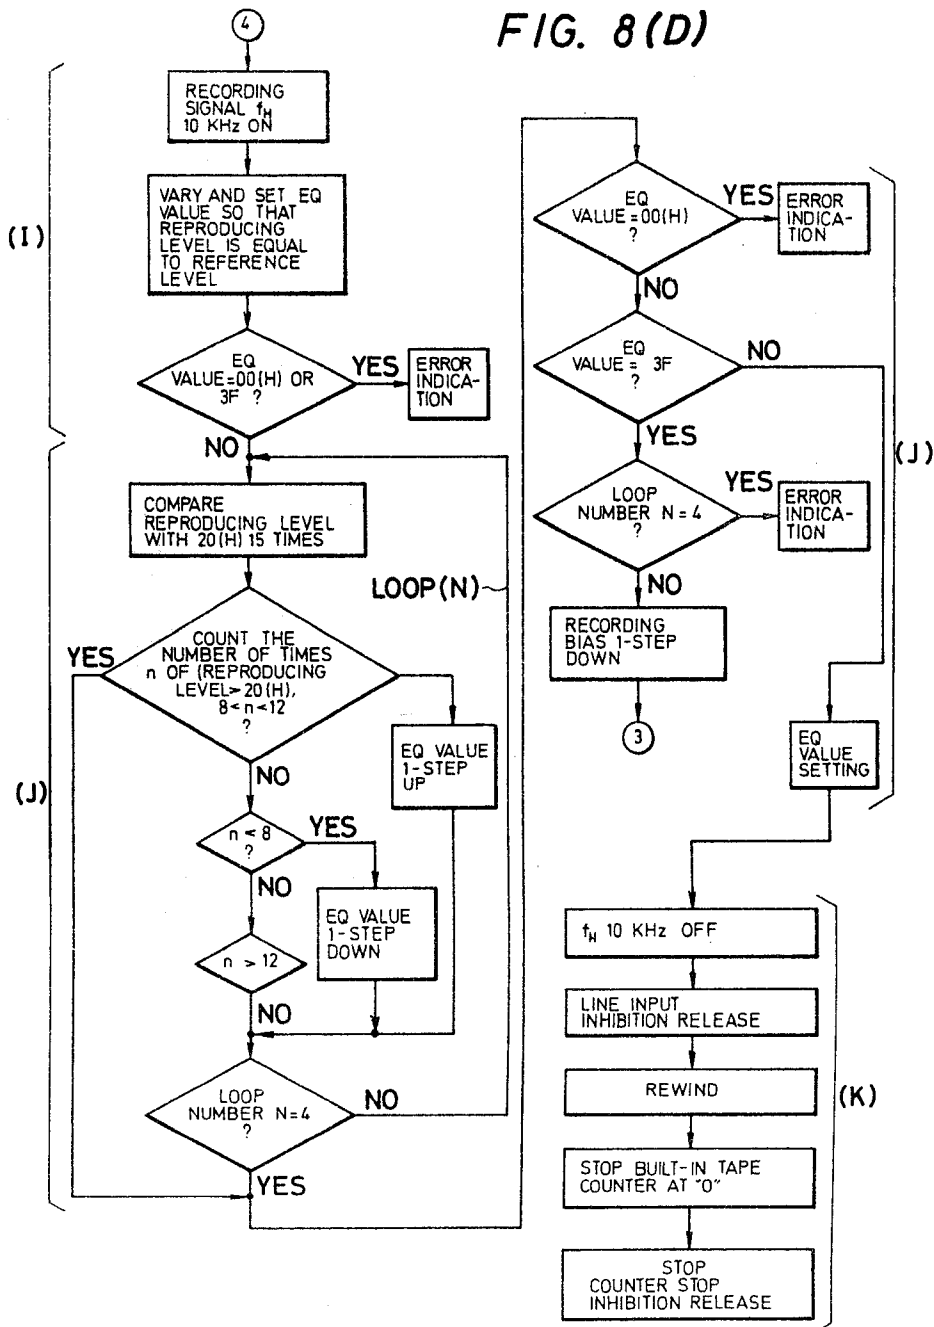 FIG. 8(D)
4
(I)
RECORDING
SIGNAL fH
10 KHz ON
VARY AND SET EQ
VALUE SO THAT
REPRODUCING
LEVEL IS EQUAL
TO REFERENCE
LEVEL
EQ
VALUE=00(H) OR
3F ?
YES
ERROR
INDICA-
TION
NO
(J)
COMPARE
REPRODUCING LEVEL
WITH 20(H) 15 TIMES
LOOP(N)
YES
COUNT THE
NUMBER OF TIMES
n OF (REPRODUCING
LEVEL>20(H),
8<n<12
?
NO
EQ VALUE
1-STEP
UP
n < 8
?
YES
NO
EQ VALUE
1-STEP
DOWN
n > 12
NO
LOOP
NUMBER N=4
?
NO
YES
EQ
VALUE=00(H)
?
YES
ERROR
INDICA-
TION
NO
EQ
VALUE= 3F
?
NO
YES
(J)
LOOP
NUMBER N=4
?
YES
ERROR
INDICA-
TION
NO
RECORDING
BIAS 1-STEP
DOWN
3
EQ
VALUE
SETTING
(K)
fH 10 KHz OFF
LINE INPUT
INHIBITION RELEASE
REWIND
STOP BUILT-IN TAPE
COUNTER AT "0"
STOP
COUNTER STOP
INHIBITION RELEASE